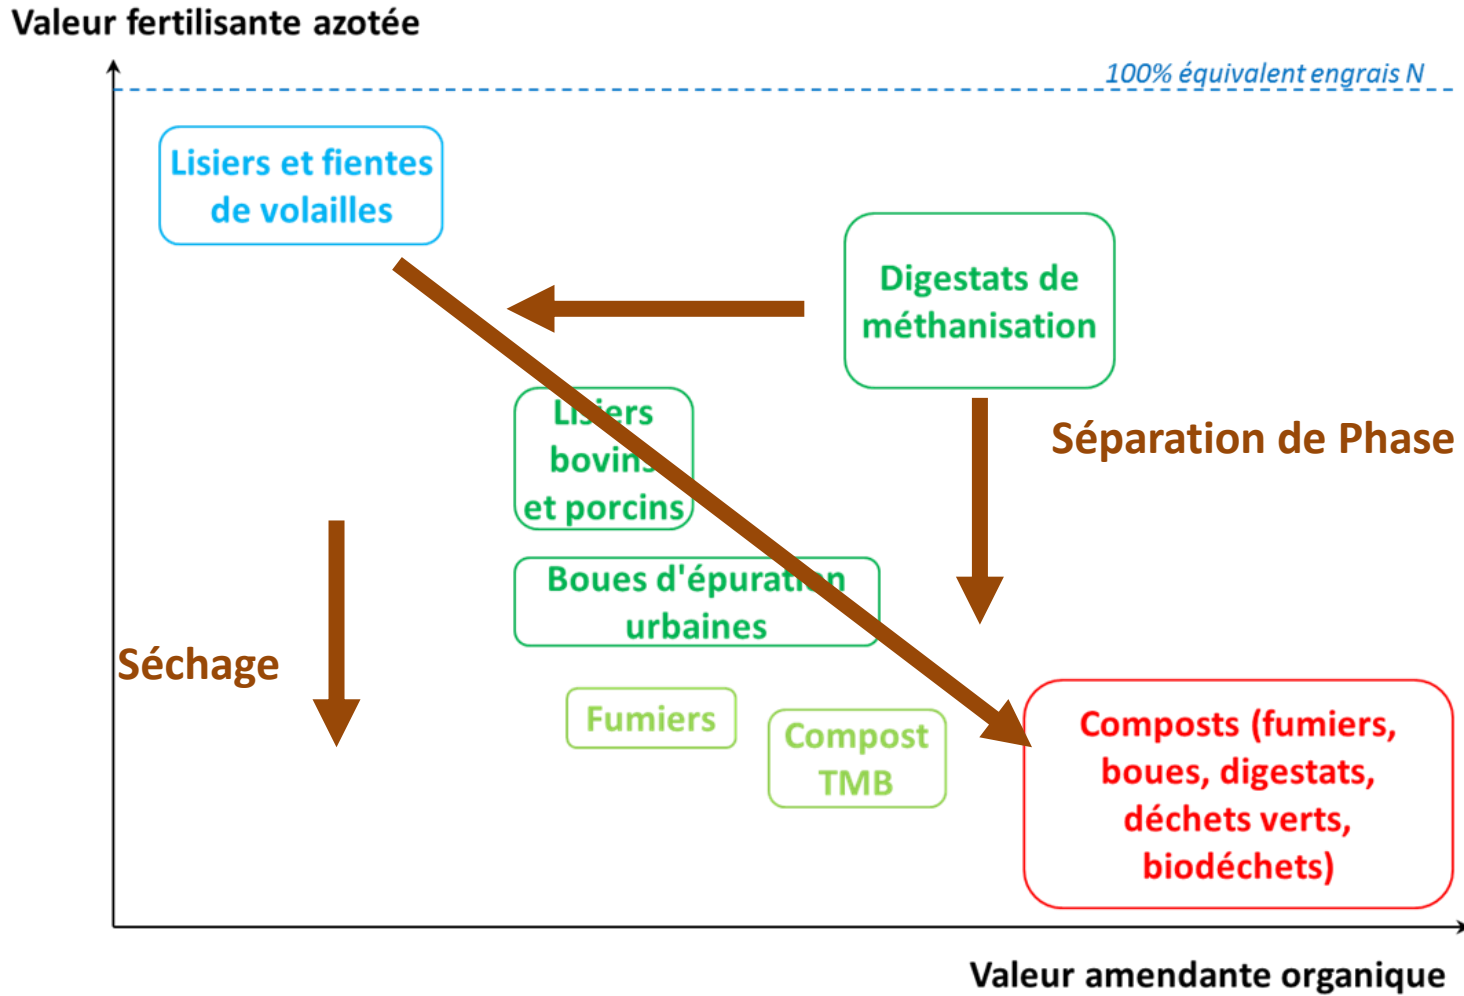 Valeur fertilisante azotée
100% équivalent engrais N
Lisiers et fientes
de volailles
Digestats de
méthanisation
Lisiers
bovins
et porcins
Séparation de Phase
Boues d'épuration
urbaines
Séchage
Fumiers
Compost
TMB
Composts (fumiers,
boues, digestats,
déchets verts,
biodéchets)
Valeur amendante organique